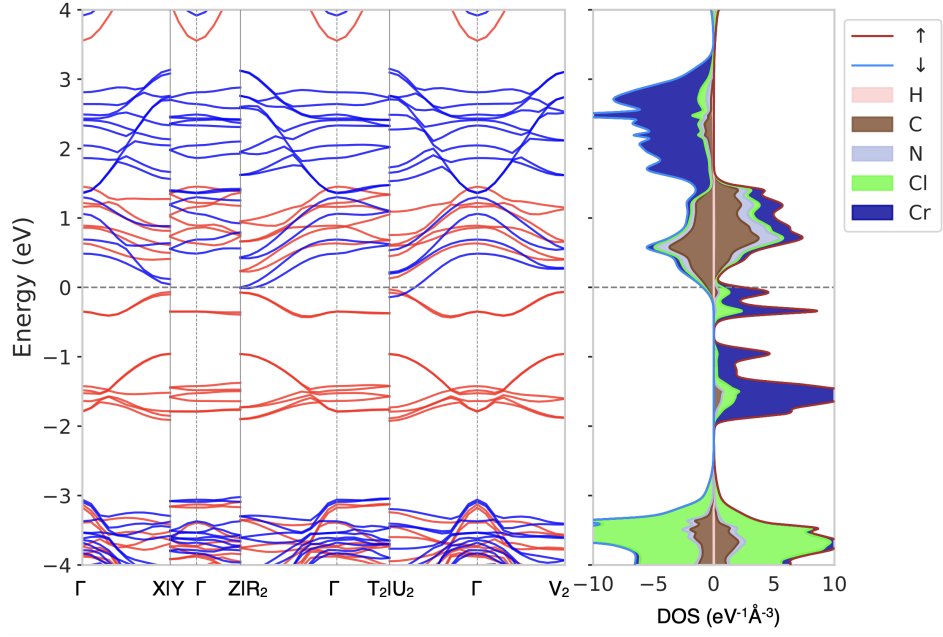 4
3
2
1
0
−1
−2
−3
−4
Energy (eV)
Γ X|Y Γ Z|R₂ Γ T₂|U₂ Γ V₂
−10 −5 0 5 10
DOS (eV⁻¹Å⁻³)
↑
↓
H
C
N
Cl
Cr